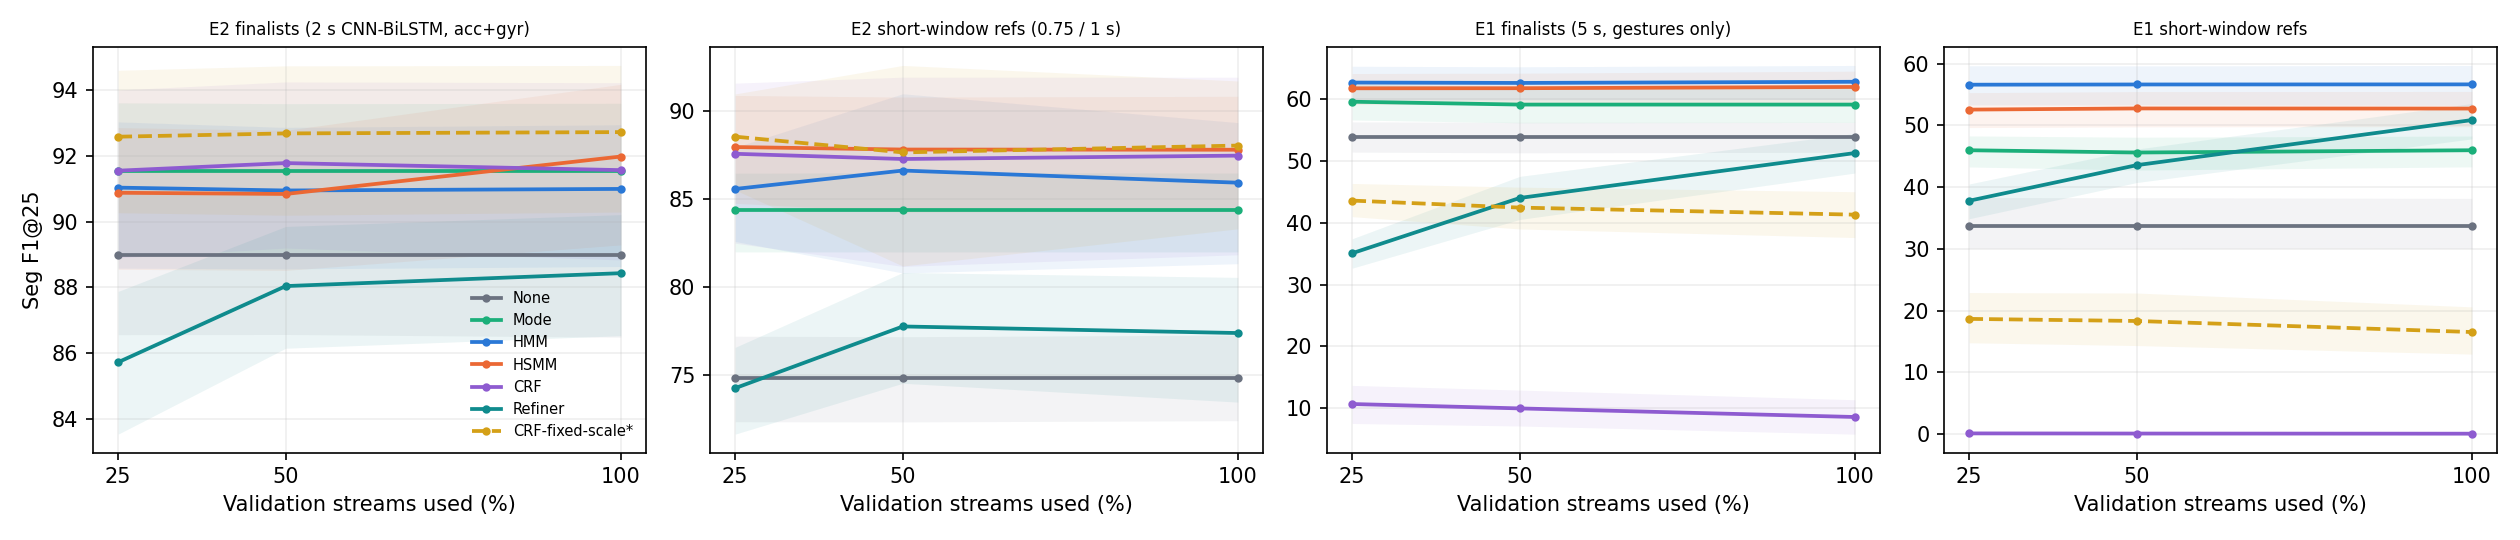 E2 finalists (2 s CNN-BiLSTM, acc+gyr)
Seg F1@25
94
92
90
88
86
84
None
Mode
HMM
HSMM
CRF
Refiner
CRF-fixed-scale*
25 50 100
Validation streams used (%)
E2 short-window refs (0.75 / 1 s)
90
85
80
75
25 50 100
Validation streams used (%)
E1 finalists (5 s, gestures only)
60
50
40
30
20
10
25 50 100
Validation streams used (%)
E1 short-window refs
60
50
40
30
20
10
0
25 50 100
Validation streams used (%)